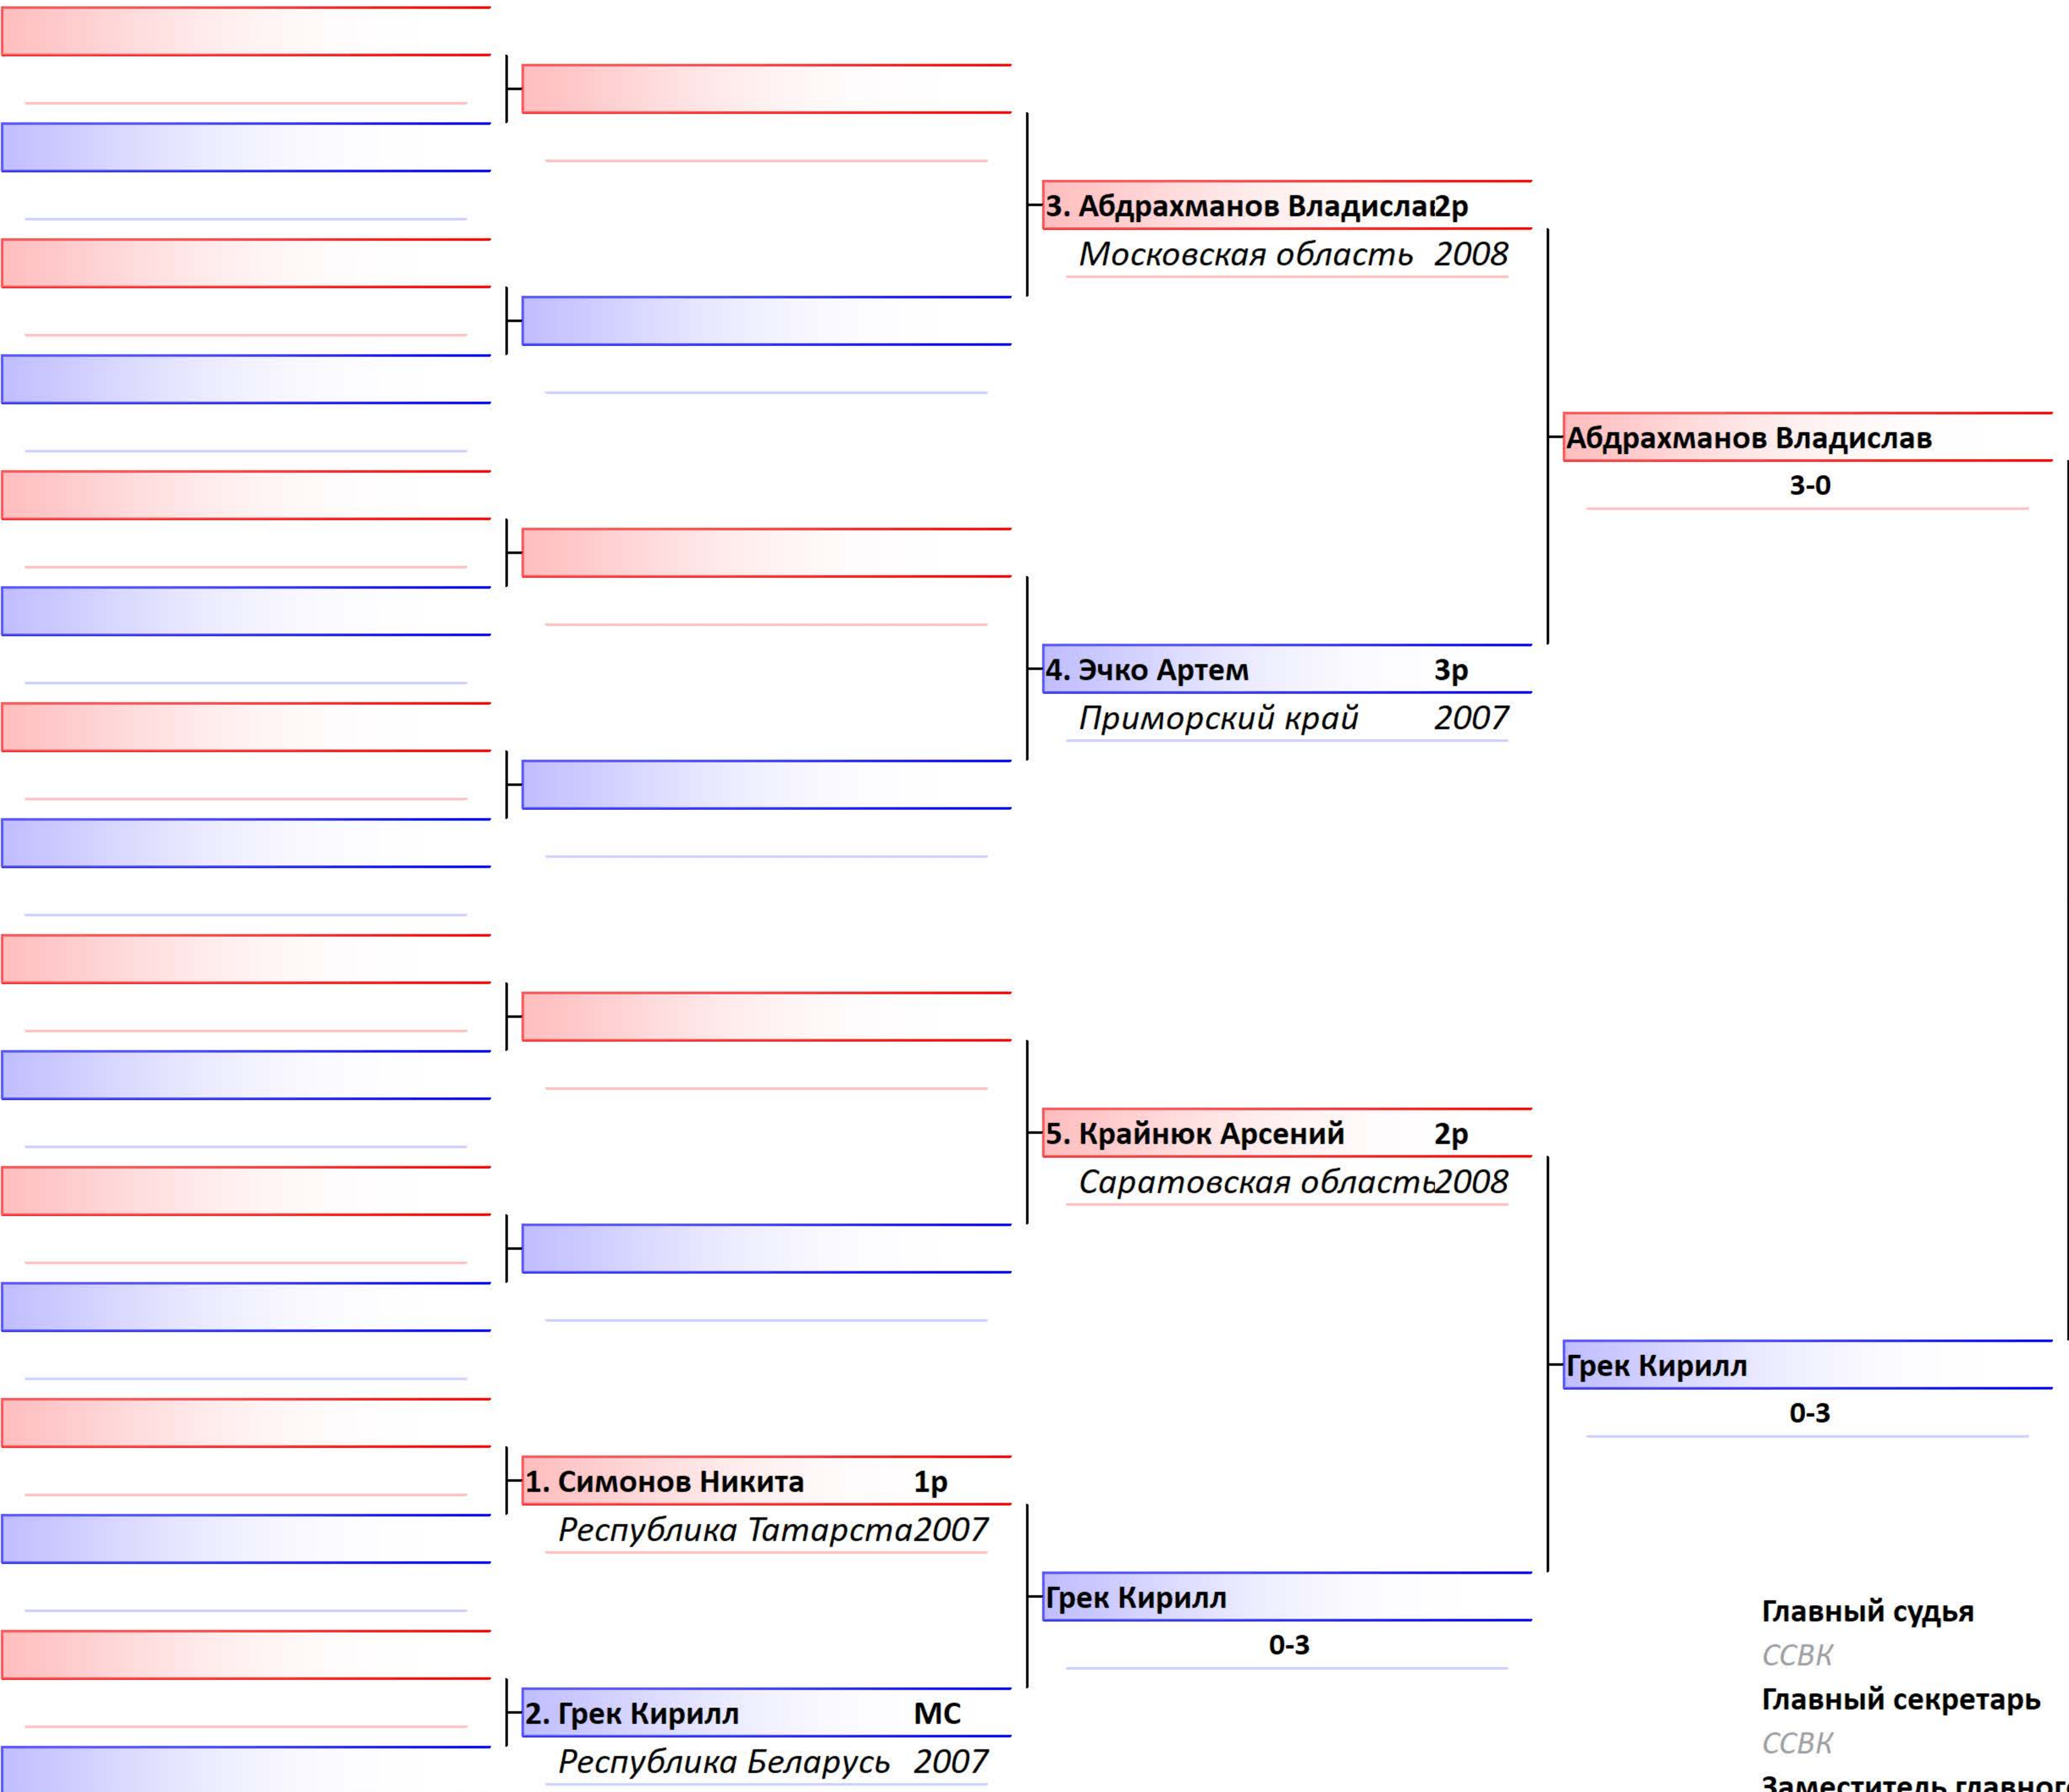 3. Абдрахманов Владислав 2р
Московская область 2008
Абдрахманов Владислав
3-0
4. Эчко Артем 3р
Приморский край 2007
5. Крайнюк Арсений 2р
Саратовская область 2008
Грек Кирилл
0-3
1. Симонов Никита 1р
Республика Татарста 2007
Грек Кирилл
0-3
2. Грек Кирилл МС
Республика Беларусь 2007
Главный судья
ССВК
Главный секретарь
ССВК
Заместитель главног